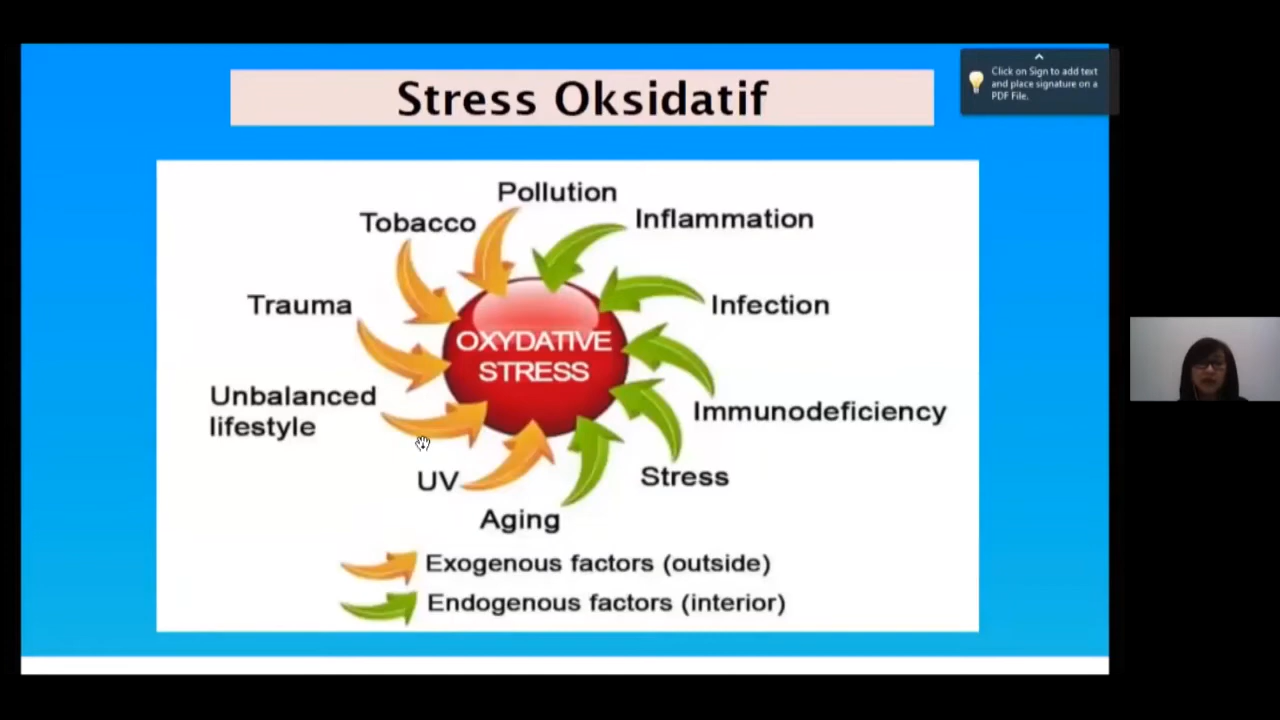 Stress Oksidatif
Click on Sign to add text
and place signature on a
PDF File.
Pollution
Tobacco
Inflammation
Trauma
Infection
OXYDATIVE
STRESS
Unbalanced
lifestyle
Immunodeficiency
UV
Stress
Aging
Exogenous factors (outside)
Endogenous factors (interior)